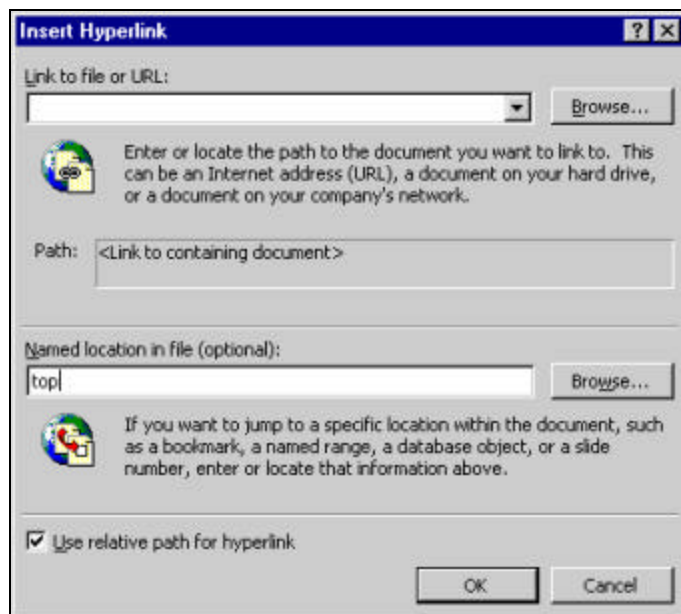 Insert Hyperlink
Link to file or URL:
Browse...
Enter or locate the path to the document you want to link to. This
can be an Internet address (URL), a document on your hard drive,
or a document on your company's network.
Path: <Link to containing document>
Named location in file (optional):
top
Browse...
If you want to jump to a specific location within the document, such
as a bookmark, a named range, a database object, or a slide
number, enter or locate that information above.
Use relative path for hyperlink
OK Cancel